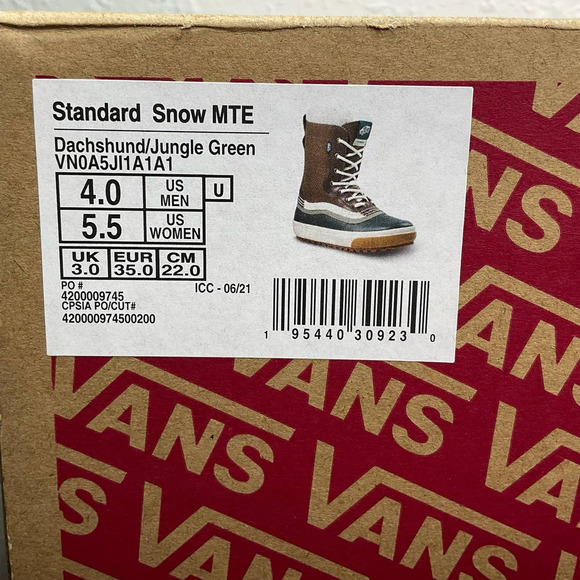 Standard Snow MTE
Dachshund/Jungle Green
VN0A5JI1A1A1
4.0 US MEN U
5.5 US WOMEN
UK 3.0 EUR 35.0 CM 22.0
PO #
4200009745
ICC - 06/21
CPSIA PO/CUT#
420000974500200
1 95440 30923 0
VANS
VANS
VANS
VANS
VANS
VANS